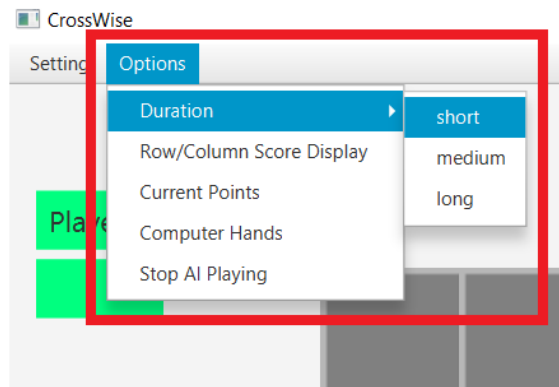 CrossWise
Setting Options
Duration short
Row/Column Score Display medium
Current Points long
Computer Hands
Stop AI Playing